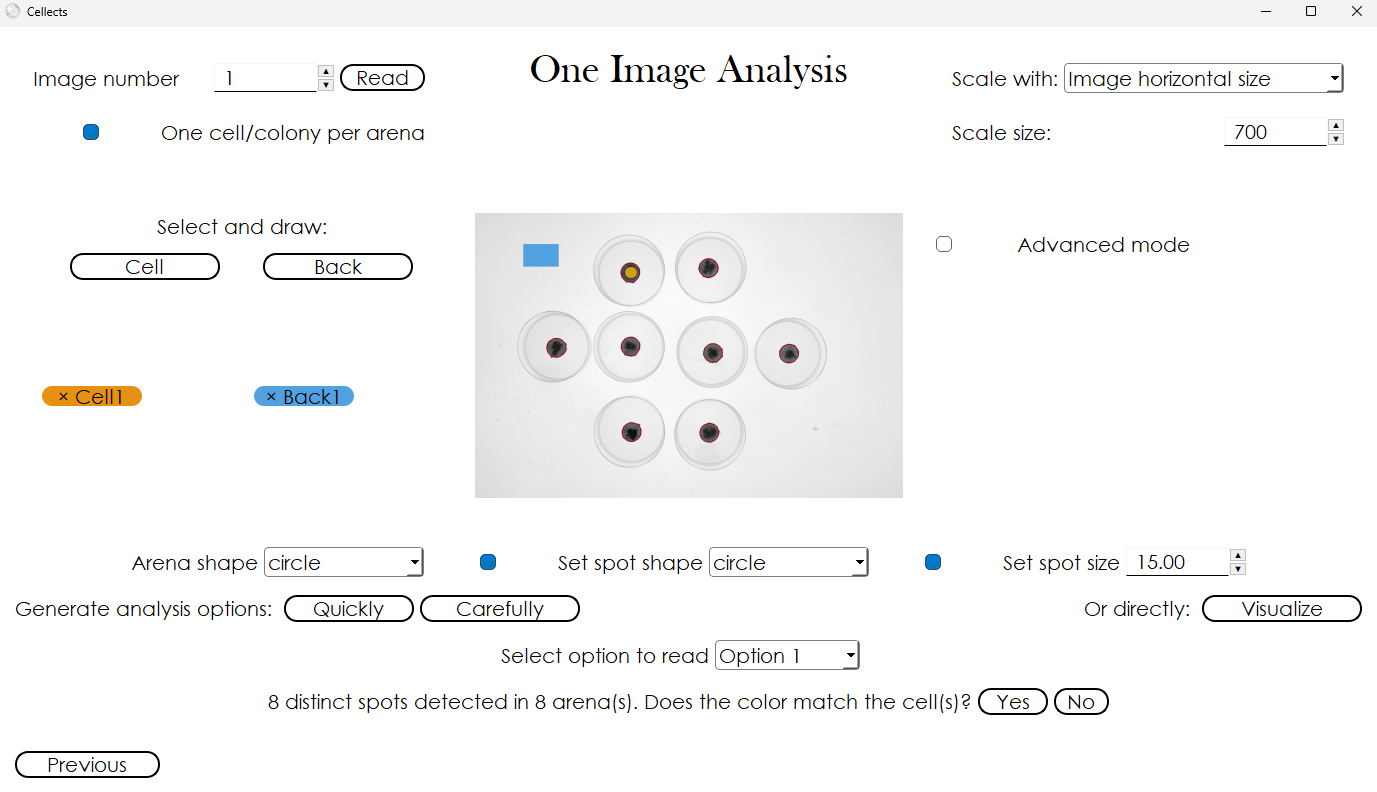 Cellects
One Image Analysis
Image number 1 Read
Scale with: Image horizontal size
One cell/colony per arena
Scale size: 700
Select and draw:
Cell Back
Advanced mode
× Cell1 × Back1
Arena shape circle Set spot shape circle Set spot size 15.00
Generate analysis options: Quickly Carefully Or directly: Visualize
Select option to read Option 1
8 distinct spots detected in 8 arena(s). Does the color match the cell(s)? Yes No
Previous